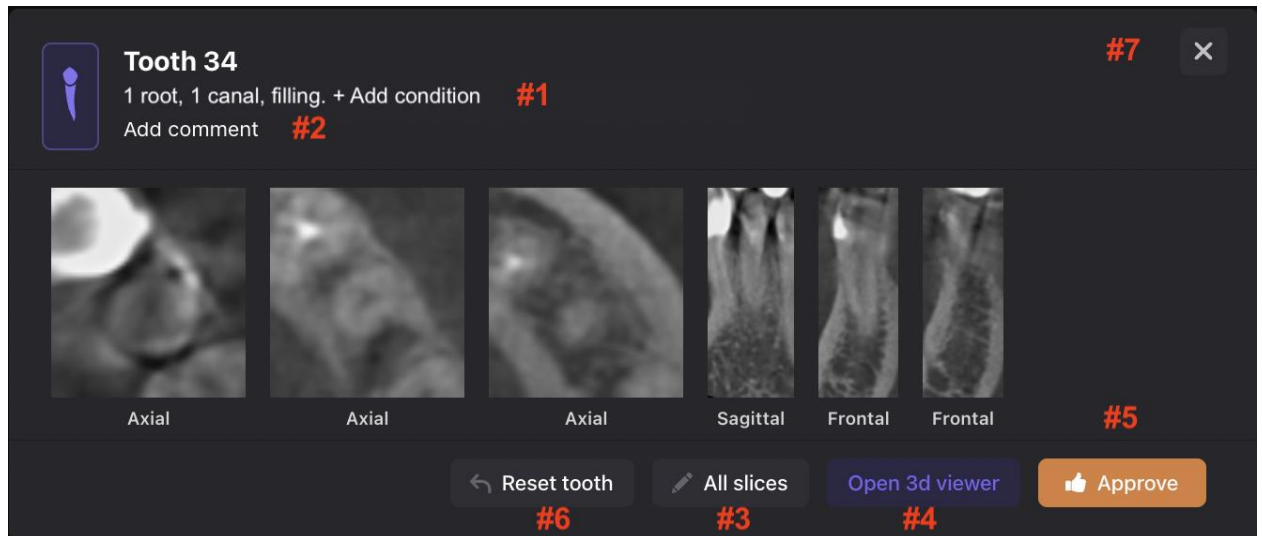 Tooth 34
#7
1 root, 1 canal, filling. + Add condition #1
Add comment #2
Axial Axial Axial Sagittal Frontal Frontal
#5
Reset tooth All slices Open 3d viewer Approve
#6 #3 #4